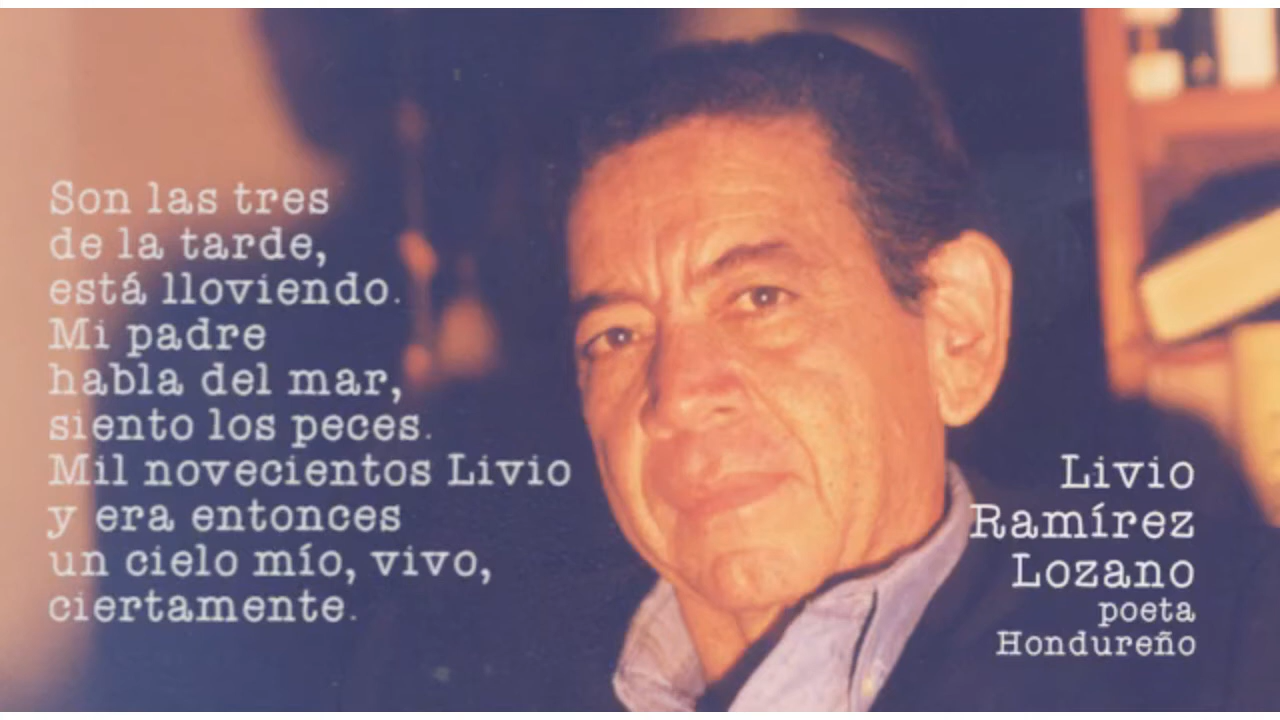 Son las tres
de la tarde,
está lloviendo.
Mi padre
habla del mar,
siento los peces.
Mil novecientos Livio
y era entonces
un cielo mío, vivo,
ciertamente.
Livio
Ramírez
Lozano
poeta
Hondureño